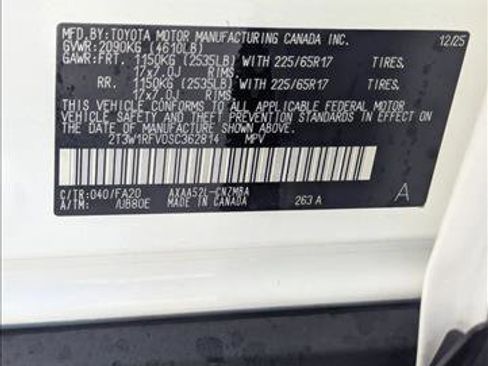 MFD.BY:TOYOTA MOTOR MANUFACTURING CANADA INC. 12/25
GVWR:2090KG (4610LB)
GAWR:FRT. 1150KG (2535LB) WITH 225/65R17 TIRES.
17x7.0J RIMS.
RR. 1150KG (2535LB) WITH 225/65R17 TIRES.
17x7.0J RIMS.
THIS VEHICLE CONFORMS TO ALL APPLICABLE FEDERAL MOTOR
VEHICLE SAFETY AND THEFT PREVENTION STANDARDS IN EFFECT
ON THE DATE OF MANUFACTURE SHOWN ABOVE.
2T3W1RFV0SC362814 MPV
C/TR:040/FA20 AXAA52L-CNZMBA A
A/TM: /UB80E MADE IN CANADA 263 A